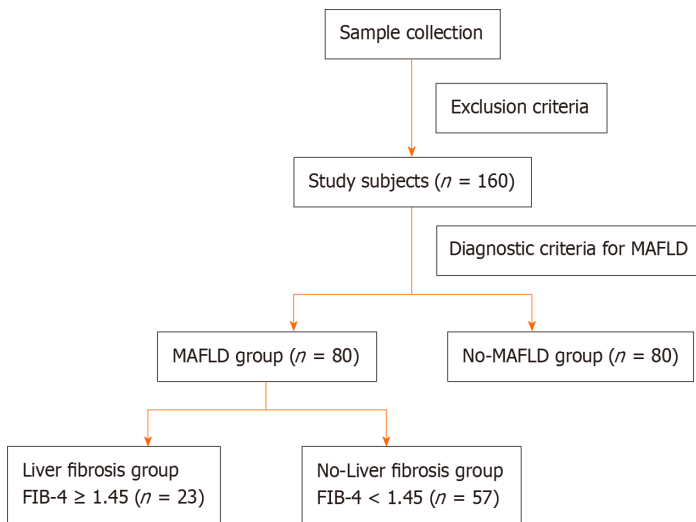 Sample collection
Exclusion criteria
Study subjects (n = 160)
Diagnostic criteria for MAFLD
MAFLD group (n = 80)
No-MAFLD group (n = 80)
Liver fibrosis group
FIB-4 ≥ 1.45 (n = 23)
No-Liver fibrosis group
FIB-4 < 1.45 (n = 57)